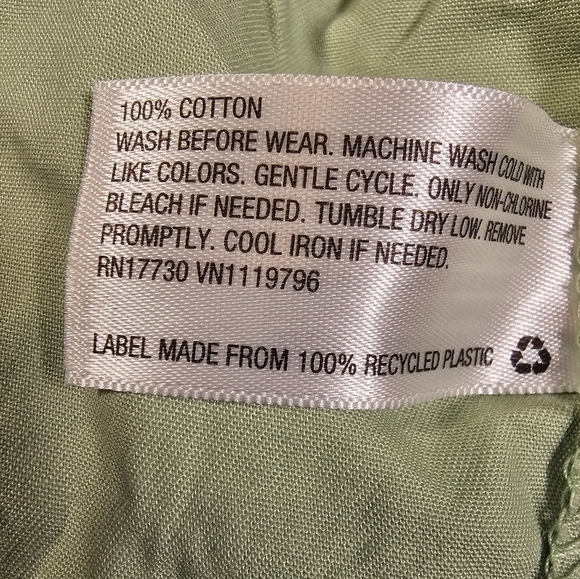 100% COTTON
WASH BEFORE WEAR. MACHINE WASH COLD WITH
LIKE COLORS. GENTLE CYCLE. ONLY NON-CHLORINE
BLEACH IF NEEDED. TUMBLE DRY LOW. REMOVE
PROMPTLY. COOL IRON IF NEEDED.
RN17730 VN1119796
LABEL MADE FROM 100% RECYCLED PLASTIC